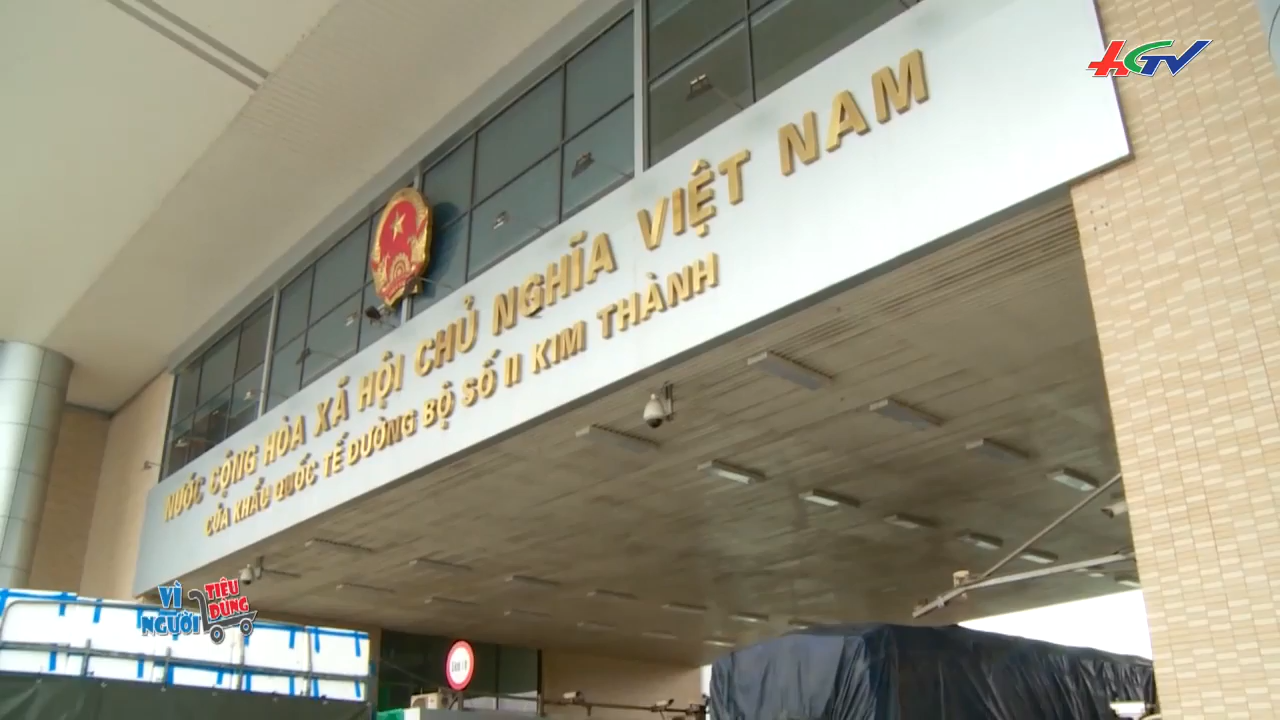 HGTV
NƯỚC CỘNG HÒA XÃ HỘI CHỦ NGHĨA VIỆT NAM
CỬA KHẨU QUỐC TẾ ĐƯỜNG BỘ SỐ II KIM THÀNH
VÌ NGƯỜI
TIÊU DÙNG